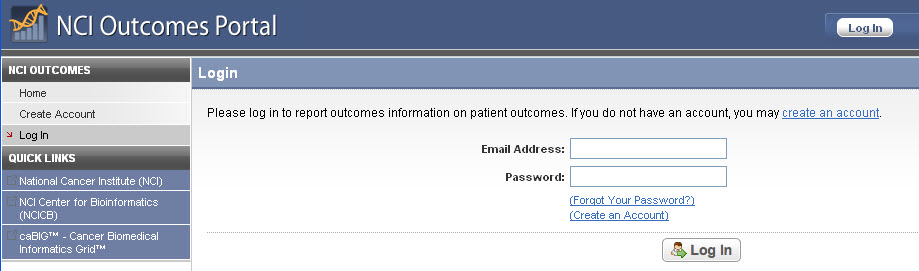 NCI Outcomes Portal
Log In
NCI OUTCOMES
Home
Create Account
Log In
QUICK LINKS
National Cancer Institute (NCI)
NCI Center for Bioinformatics
(NCICB)
caBIG™ - Cancer Biomedical
Informatics Grid™
Login
Please log in to report outcomes information on patient outcomes. If you do not have an account, you may create an account.
Email Address:
Password:
(Forgot Your Password?)
(Create an Account)
Log In